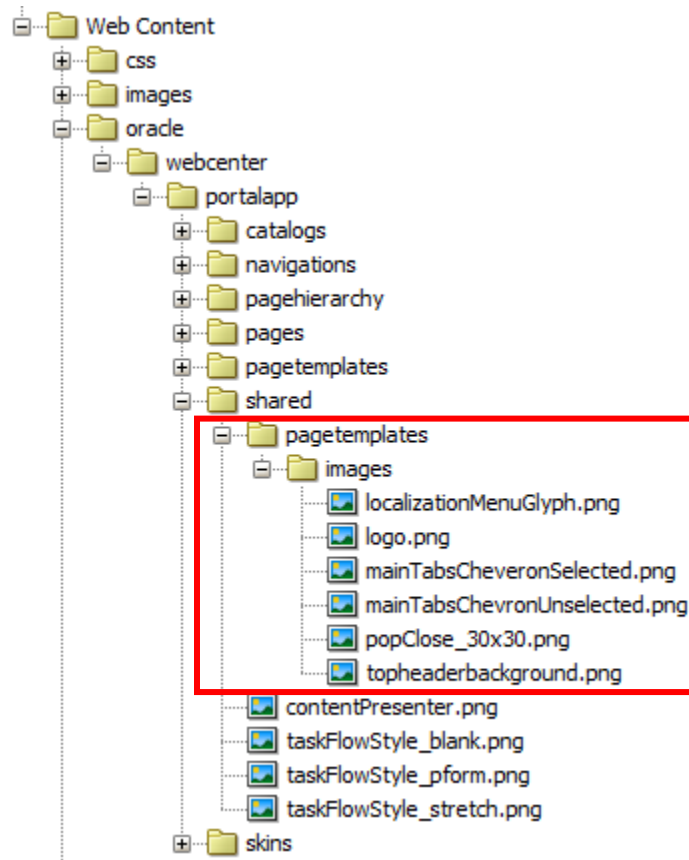 Web Content
css
images
oracle
webcenter
portalapp
catalogs
navigations
pagehierarchy
pages
pagetemplates
shared
pagetemplates
images
localizationMenuGlyph.png
logo.png
mainTabsCheveronSelected.png
mainTabsChevronUnselected.png
popClose_30x30.png
topheaderbackground.png
contentPresenter.png
taskFlowStyle_blank.png
taskFlowStyle_pform.png
taskFlowStyle_stretch.png
skins